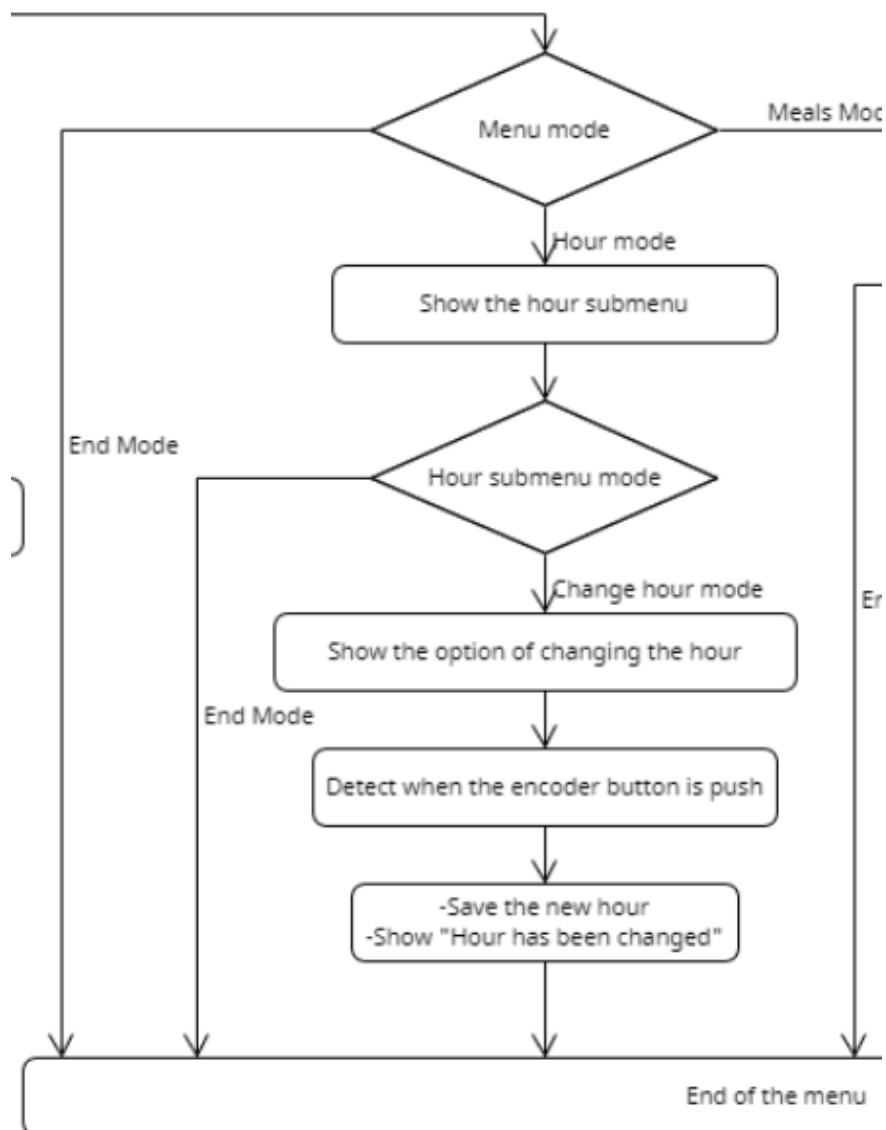 Menu mode
Meals Mod
Hour mode
Show the hour submenu
End Mode
Hour submenu mode
Change hour mode
Show the option of changing the hour
End Mode
Detect when the encoder button is push
-Save the new hour
-Show "Hour has been changed"
End of the menu